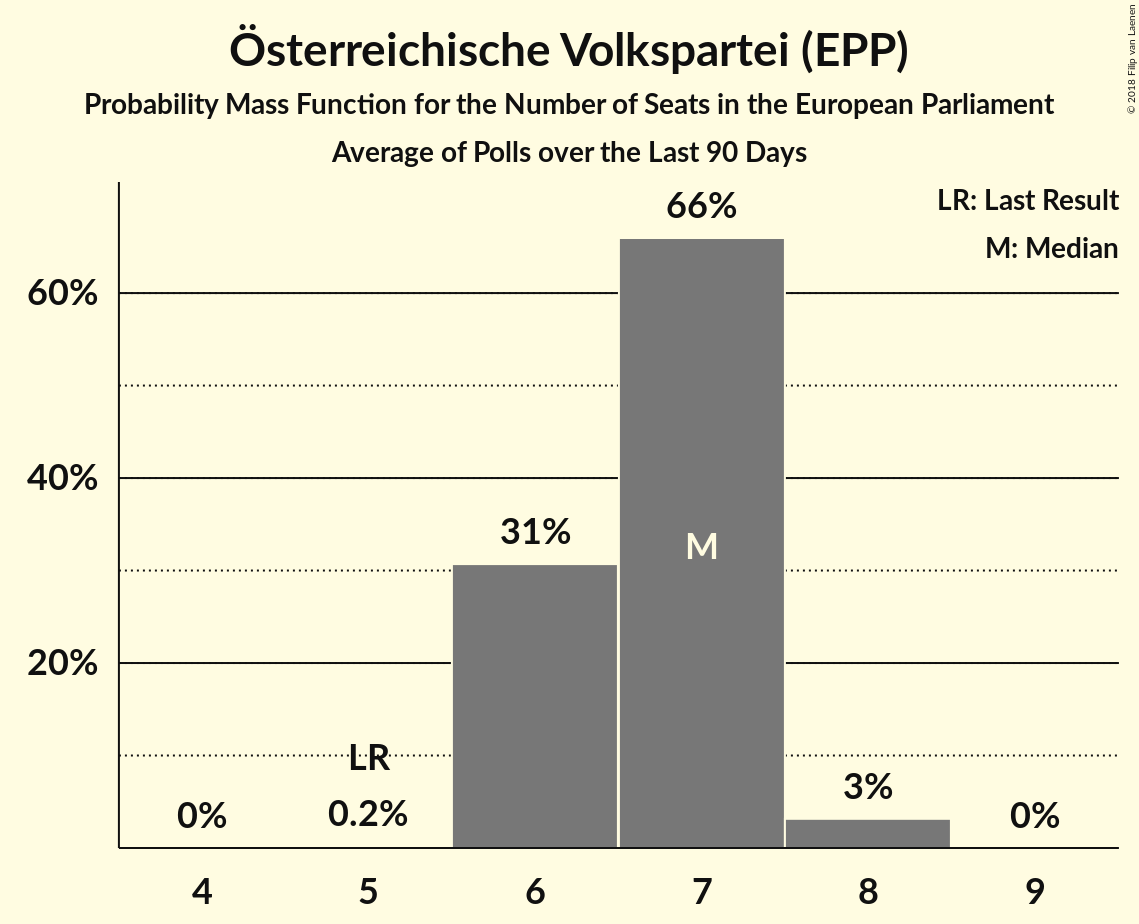 Österreichische Volkspartei (EPP)
Probability Mass Function for the Number of Seats in the European Parliament
Average of Polls over the Last 90 Days
© 2018 Filip van Laenen
LR: Last Result
M: Median
66%
60%
40%
31%
M
20%
LR
3%
0%
0.2%
0%
4 5 6 7 8 9